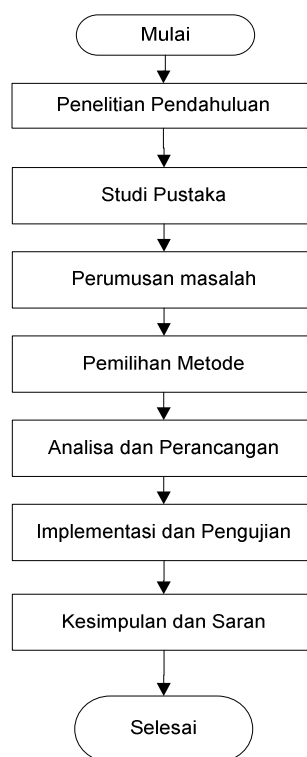 Mulai
Penelitian Pendahuluan
Studi Pustaka
Perumusan masalah
Pemilihan Metode
Analisa dan Perancangan
Implementasi dan Pengujian
Kesimpulan dan Saran
Selesai